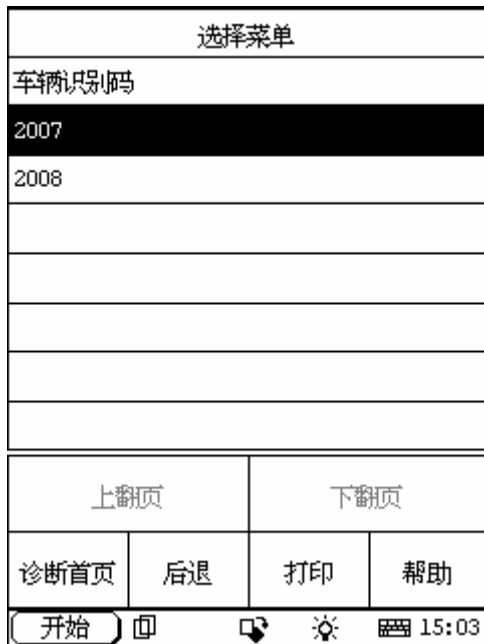 选择菜单
车辆识别码
2007
2008
上翻页 下翻页
诊断首页 后退 打印 帮助
开始 15:03